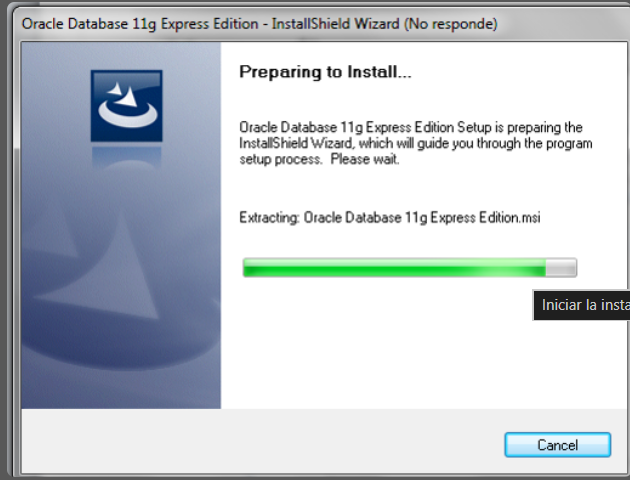 Oracle Database 11g Express Edition - InstallShield Wizard (No responde)
Preparing to Install...
Oracle Database 11g Express Edition Setup is preparing the
InstallShield Wizard, which will guide you through the program
setup process. Please wait.
Extracting: Oracle Database 11g Express Edition.msi
Iniciar la insta
Cancel